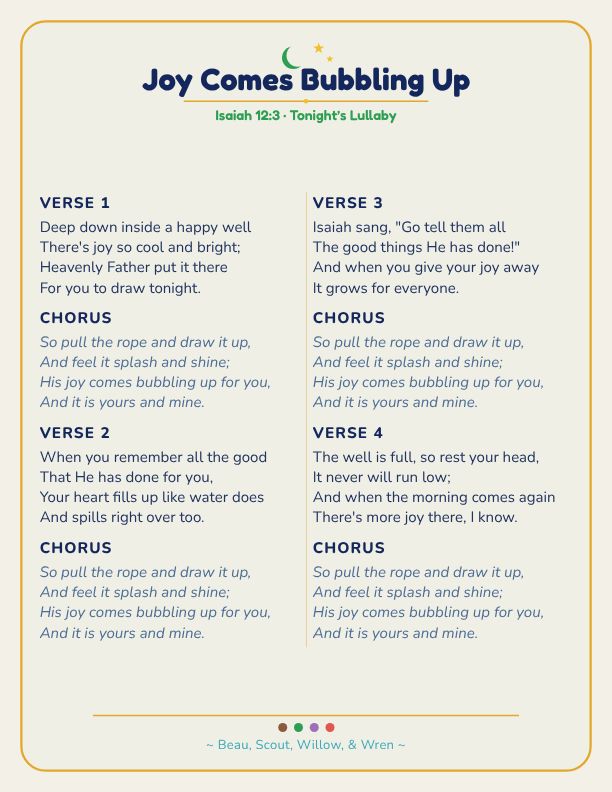 Joy Comes Bubbling Up
Isaiah 12:3 · Tonight's Lullaby
VERSE 1
Deep down inside a happy well
There's joy so cool and bright;
Heavenly Father put it there
For you to draw tonight.
CHORUS
So pull the rope and draw it up,
And feel it splash and shine;
His joy comes bubbling up for you,
And it is yours and mine.
VERSE 2
When you remember all the good
That He has done for you,
Your heart fills up like water does
And spills right over too.
CHORUS
So pull the rope and draw it up,
And feel it splash and shine;
His joy comes bubbling up for you,
And it is yours and mine.
VERSE 3
Isaiah sang, "Go tell them all
The good things He has done!"
And when you give your joy away
It grows for everyone.
CHORUS
So pull the rope and draw it up,
And feel it splash and shine;
His joy comes bubbling up for you,
And it is yours and mine.
VERSE 4
The well is full, so rest your head,
It never will run low;
And when the morning comes again
There's more joy there, I know.
CHORUS
So pull the rope and draw it up,
And feel it splash and shine;
His joy comes bubbling up for you,
And it is yours and mine.
~ Beau, Scout, Willow, & Wren ~